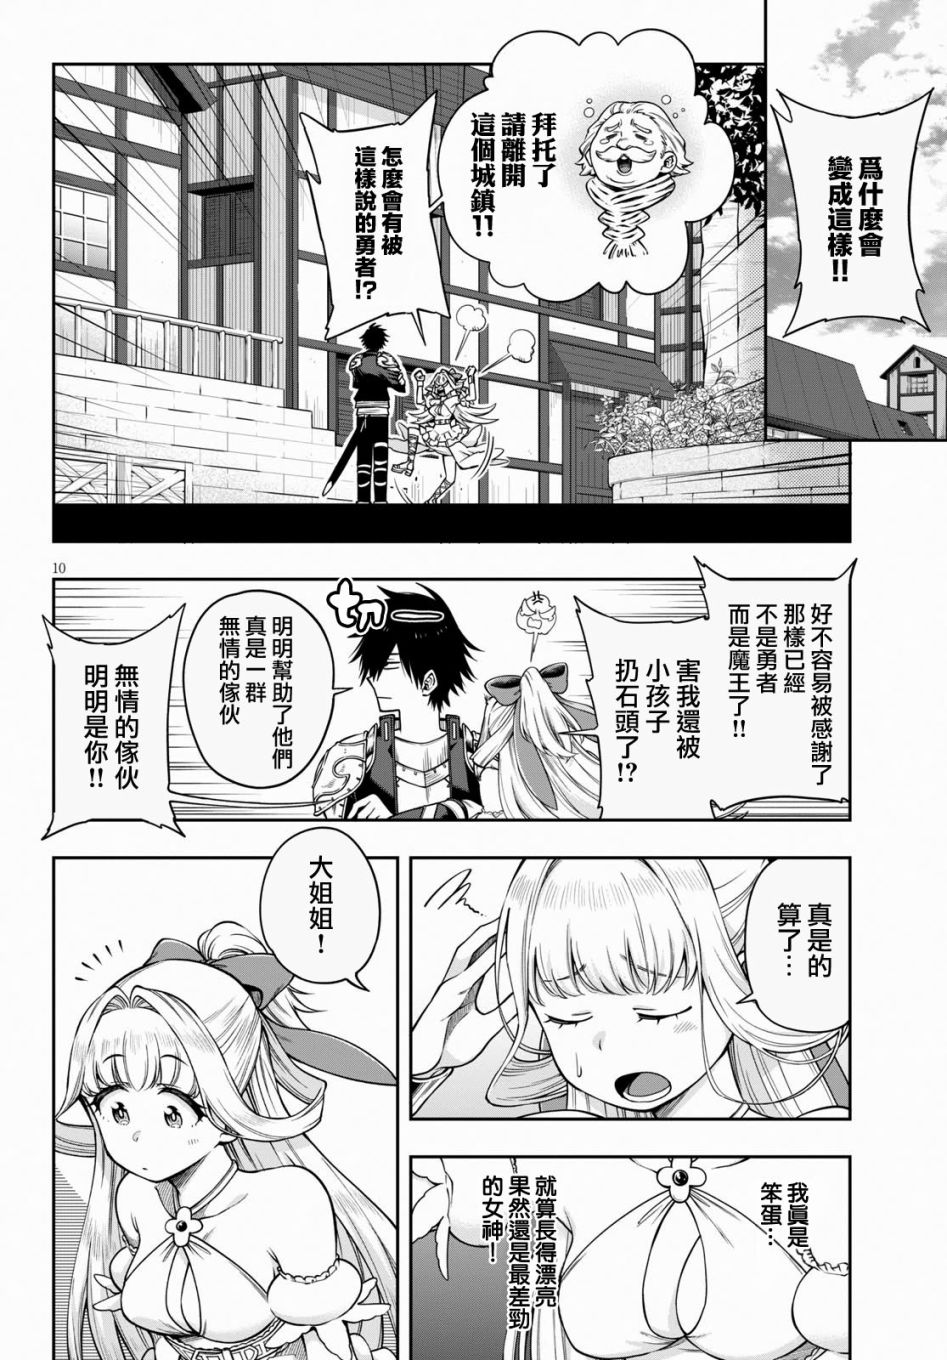 為什麼會
變成這樣!!
拜托了
請離開
這個城鎮!!
怎麼會有被
這樣說的勇者!?
10
好不容易被感謝了
那樣已經
不是勇者
而是魔王了!!
害我還被
小孩子
扔石頭了!?
セカ
明明幫助了他們
真是一群
無情的傢伙
無情的傢伙
明明是你!!
真是的
算了…
我真是
笨蛋…
就算長得漂亮
果然還是最差勁
的女神!
大姐姐!